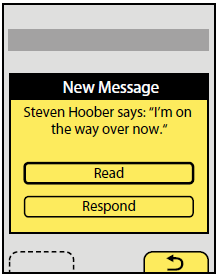 New Message
Steven Hoober says: “I’m on
the way over now.“
Read
Respond